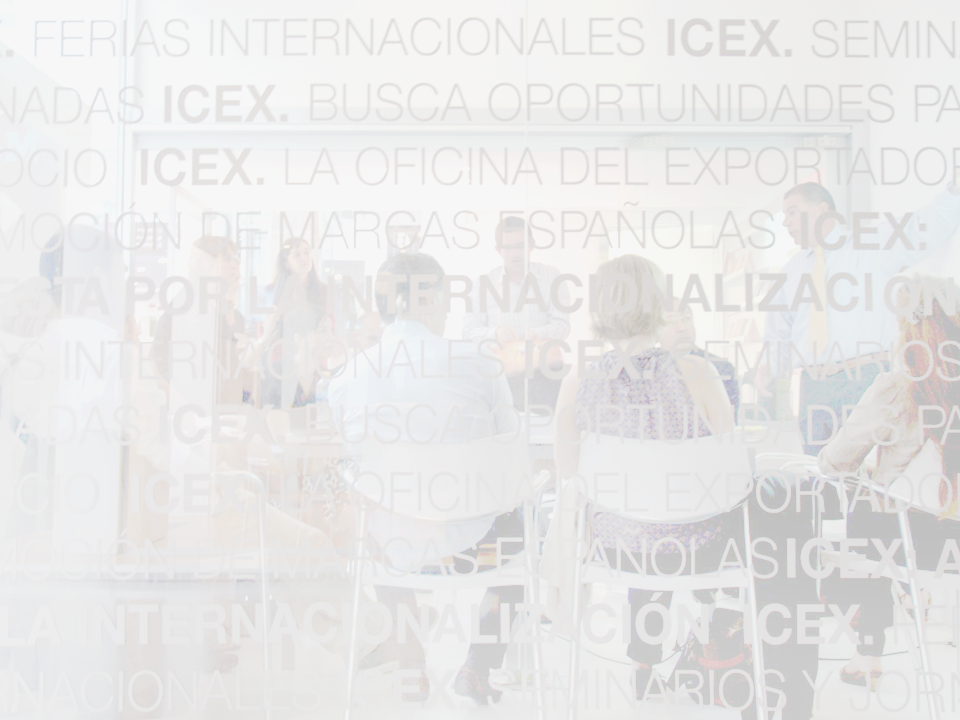 . FERIAS INTERNACIONALES ICEX. SEMIN
NADAS ICEX. BUSCA OPORTUNIDADES PA
OCIO ICEX. LA OFICINA DEL EXPORTADOR
MOCIÓN DE MARCAS ESPAÑOLAS ICEX:
TA POR LA INTERNACIONALIZACIÓN
S INTERNACIONALES ICEX. SEMINARIOS
ADAS ICEX. BUSCA OPORTUNIDADES PA
CIO ICEX. LA OFICINA DEL EXPORTADO
MOCIÓN DE MARCAS ESPAÑOLAS ICEX: A
LA INTERNACIONALIZACIÓN ICEX. FERI
NACIONALES ICEX. SEMINARIOS Y JORN